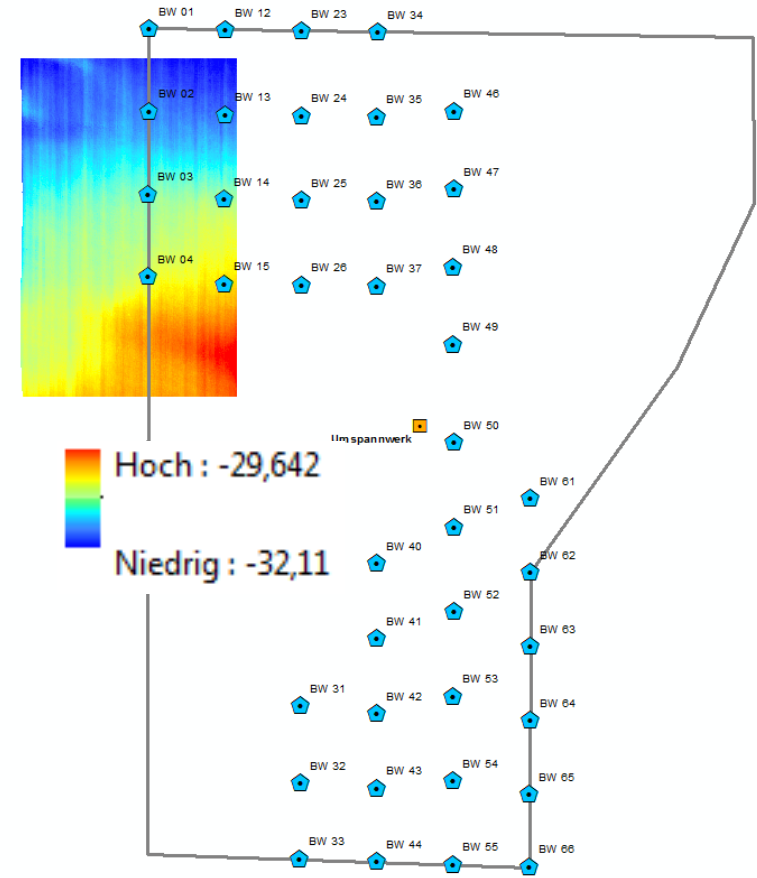 BW 01
BW 12
BW 23
BW 34
BW 02
BW 13
BW 24
BW 35
BW 46
BW 03
BW 14
BW 25
BW 36
BW 47
BW 04
BW 15
BW 26
BW 37
BW 48
BW 49
Umspannwerk
BW 50
Hoch : -29,642
Niedrig : -32,11
BW 61
BW 51
BW 40
BW 62
BW 52
BW 41
BW 63
BW 31
BW 42
BW 53
BW 64
BW 32
BW 43
BW 54
BW 65
BW 33
BW 44
BW 55
BW 66